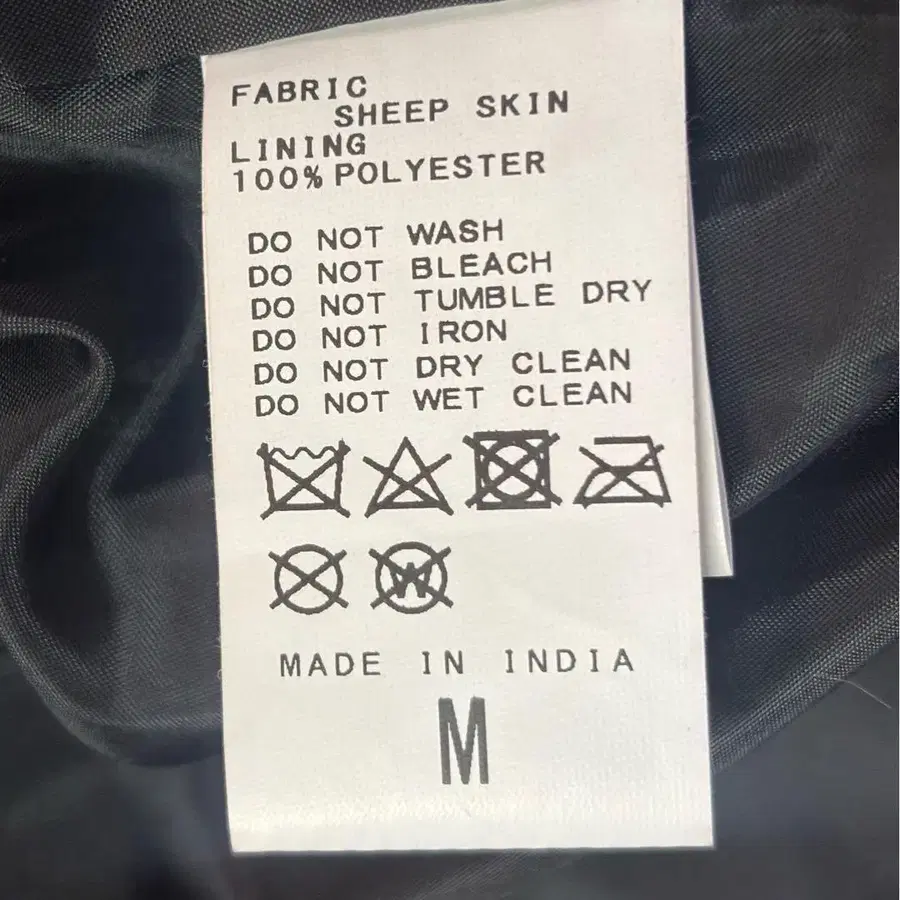 FABRIC
SHEEP SKIN
LINING
100% POLYESTER
DO NOT WASH
DO NOT BLEACH
DO NOT TUMBLE DRY
DO NOT IRON
DO NOT DRY CLEAN
DO NOT WET CLEAN
W
MADE IN INDIA
M